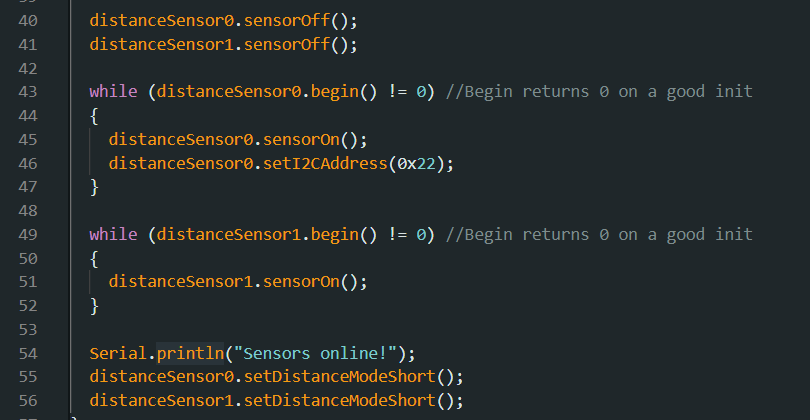 40 distanceSensor0.sensorOff();
41 distanceSensor1.sensorOff();
42
43 while (distanceSensor0.begin() != 0) //Begin returns 0 on a good init
44 {
45 distanceSensor0.sensorOn();
46 distanceSensor0.setI2CAddress(0x22);
47 }
48
49 while (distanceSensor1.begin() != 0) //Begin returns 0 on a good init
50 {
51 distanceSensor1.sensorOn();
52 }
53
54 Serial.println("Sensors online!");
55 distanceSensor0.setDistanceModeShort();
56 distanceSensor1.setDistanceModeShort();